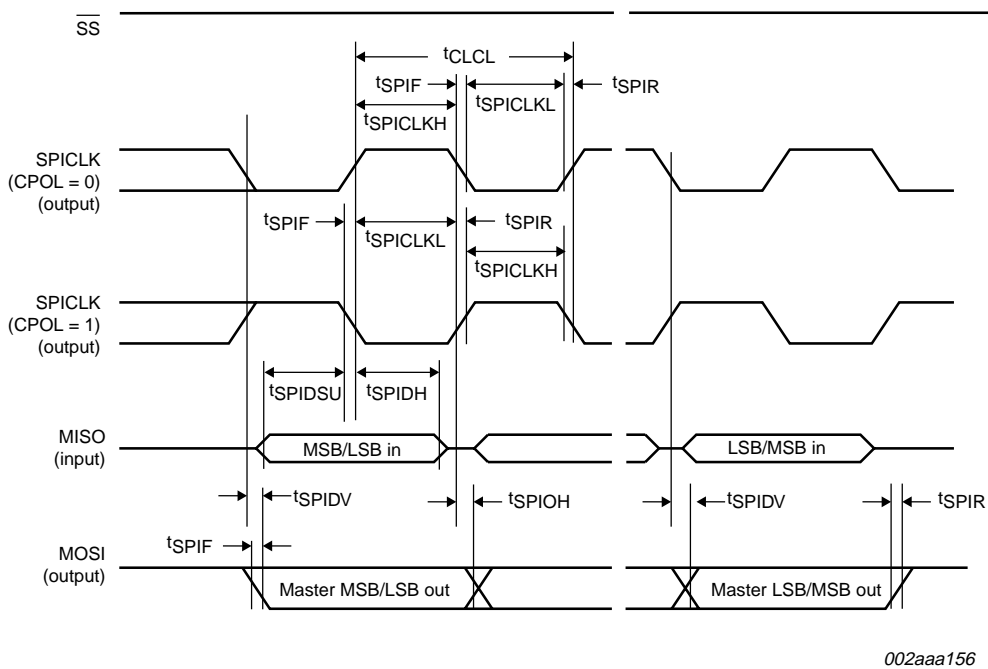 SS
tCLCL
tSPIF
tSPICLKL
tSPIR
tSPICLKH
SPICLK
(CPOL = 0)
(output)
tSPIF
tSPICLKL
tSPIR
tSPICLKH
SPICLK
(CPOL = 1)
(output)
tSPIDSU
tSPIDH
MISO
(input)
MSB/LSB in
LSB/MSB in
tSPIDV
tSPIOH
tSPIDV
tSPIR
tSPIF
MOSI
(output)
Master MSB/LSB out
Master LSB/MSB out
002aaa156